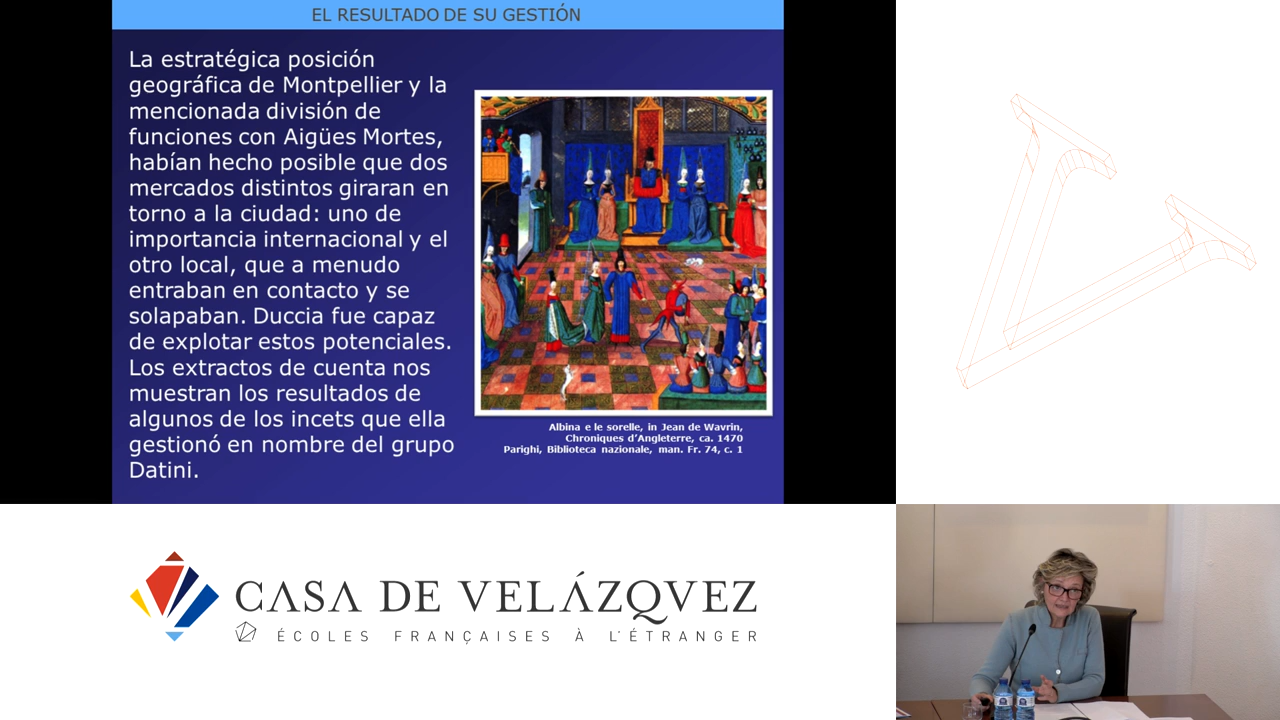 EL RESULTADO DE SU GESTIÓN
La estratégica posición
geográfica de Montpellier y la
mencionada división de
funciones con Aigües Mortes,
habían hecho posible que dos
mercados distintos giraran en
torno a la ciudad: uno de
importancia internacional y el
otro local, que a menudo
entraban en contacto y se
solapaban. Duccia fue capaz
de explotar estos potenciales.
Los extractos de cuenta nos
muestran los resultados de
algunos de los incets que ella
gestionó en nombre del grupo
Datini.
Albina e le sorelle, in Jean de Wavrin,
Chroniques d'Angleterre, ca. 1470
Parighi, Biblioteca nazionale, man. Fr. 74, c. 1
CASA DE VELÁZQVEZ
ÉCOLES FRANÇAISES À L'ÉTRANGER